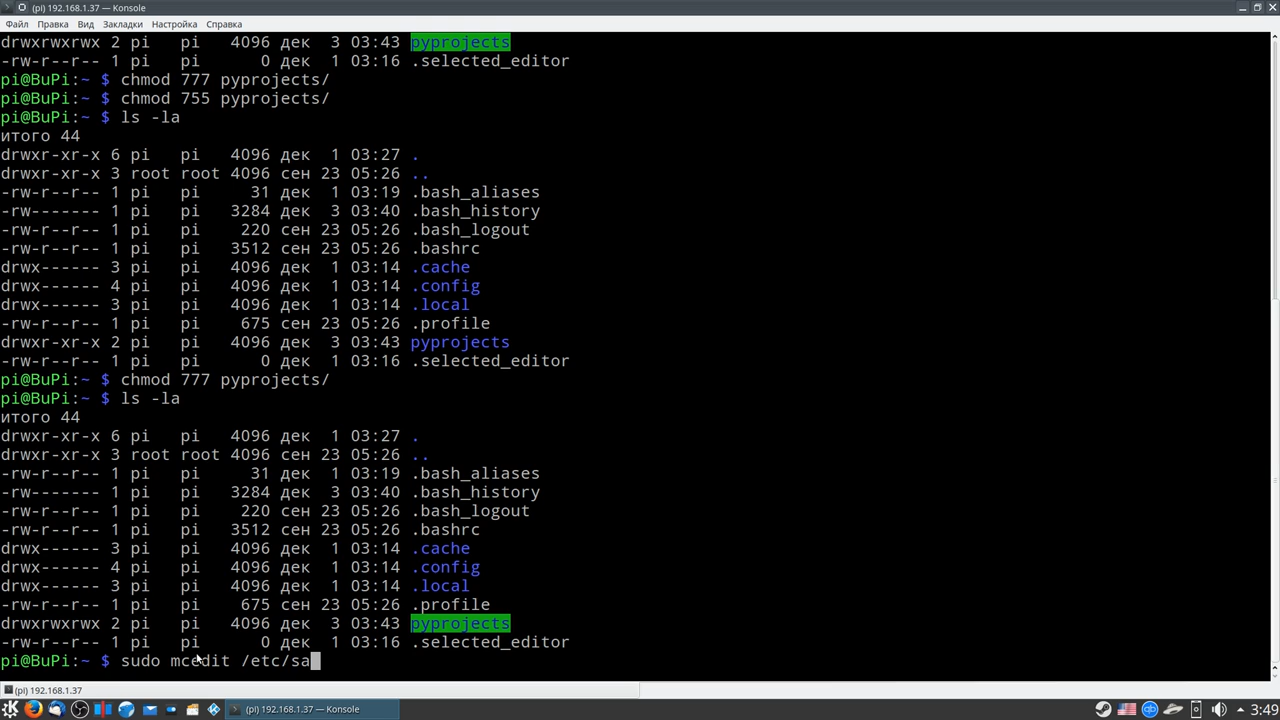 (pi) 192.168.1.37 — Konsole
Файл Правка Вид Закладки Настройка Справка
drwxrwxrwx 2 pi pi 4096 дек 3 03:43 pyprojects
-rw-r--r-- 1 pi pi 0 дек 1 03:16 .selected_editor
pi@BuPi:~ $ chmod 777 pyprojects/
pi@BuPi:~ $ chmod 755 pyprojects/
pi@BuPi:~ $ ls -la
итого 44
drwxr-xr-x 6 pi pi 4096 дек 1 03:27 .
drwxr-xr-x 3 root root 4096 сен 23 05:26 ..
-rw-r--r-- 1 pi pi 31 дек 1 03:19 .bash_aliases
-rw------- 1 pi pi 3284 дек 3 03:40 .bash_history
-rw-r--r-- 1 pi pi 220 сен 23 05:26 .bash_logout
-rw-r--r-- 1 pi pi 3512 сен 23 05:26 .bashrc
drwx------ 3 pi pi 4096 дек 1 03:14 .cache
drwx------ 4 pi pi 4096 дек 1 03:14 .config
drwx------ 3 pi pi 4096 дек 1 03:14 .local
-rw-r--r-- 1 pi pi 675 сен 23 05:26 .profile
drwxr-xr-x 2 pi pi 4096 дек 3 03:43 pyprojects
-rw-r--r-- 1 pi pi 0 дек 1 03:16 .selected_editor
pi@BuPi:~ $ chmod 777 pyprojects/
pi@BuPi:~ $ ls -la
итого 44
drwxr-xr-x 6 pi pi 4096 дек 1 03:27 .
drwxr-xr-x 3 root root 4096 сен 23 05:26 ..
-rw-r--r-- 1 pi pi 31 дек 1 03:19 .bash_aliases
-rw------- 1 pi pi 3284 дек 3 03:40 .bash_history
-rw-r--r-- 1 pi pi 220 сен 23 05:26 .bash_logout
-rw-r--r-- 1 pi pi 3512 сен 23 05:26 .bashrc
drwx------ 3 pi pi 4096 дек 1 03:14 .cache
drwx------ 4 pi pi 4096 дек 1 03:14 .config
drwx------ 3 pi pi 4096 дек 1 03:14 .local
-rw-r--r-- 1 pi pi 675 сен 23 05:26 .profile
drwxrwxrwx 2 pi pi 4096 дек 3 03:43 pyprojects
-rw-r--r-- 1 pi pi 0 дек 1 03:16 .selected_editor
pi@BuPi:~ $ sudo mcedit /etc/sa
(pi) 192.168.1.37
(pi) 192.168.1.37 — Konsole 3:49